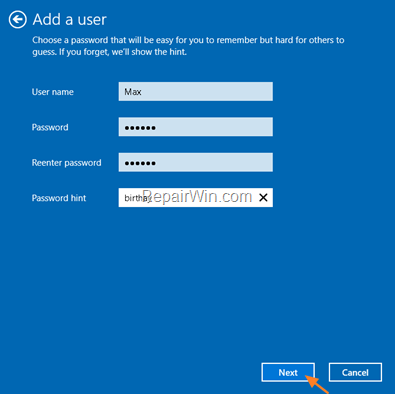 Add a user
Choose a password that will be easy for you to remember but hard for others to
guess. If you forget, we'll show the hint.
User name
Max
Password
●●●●●●
Reenter password
●●●●●●
Password hint
RepairWin.com
Next
Cancel